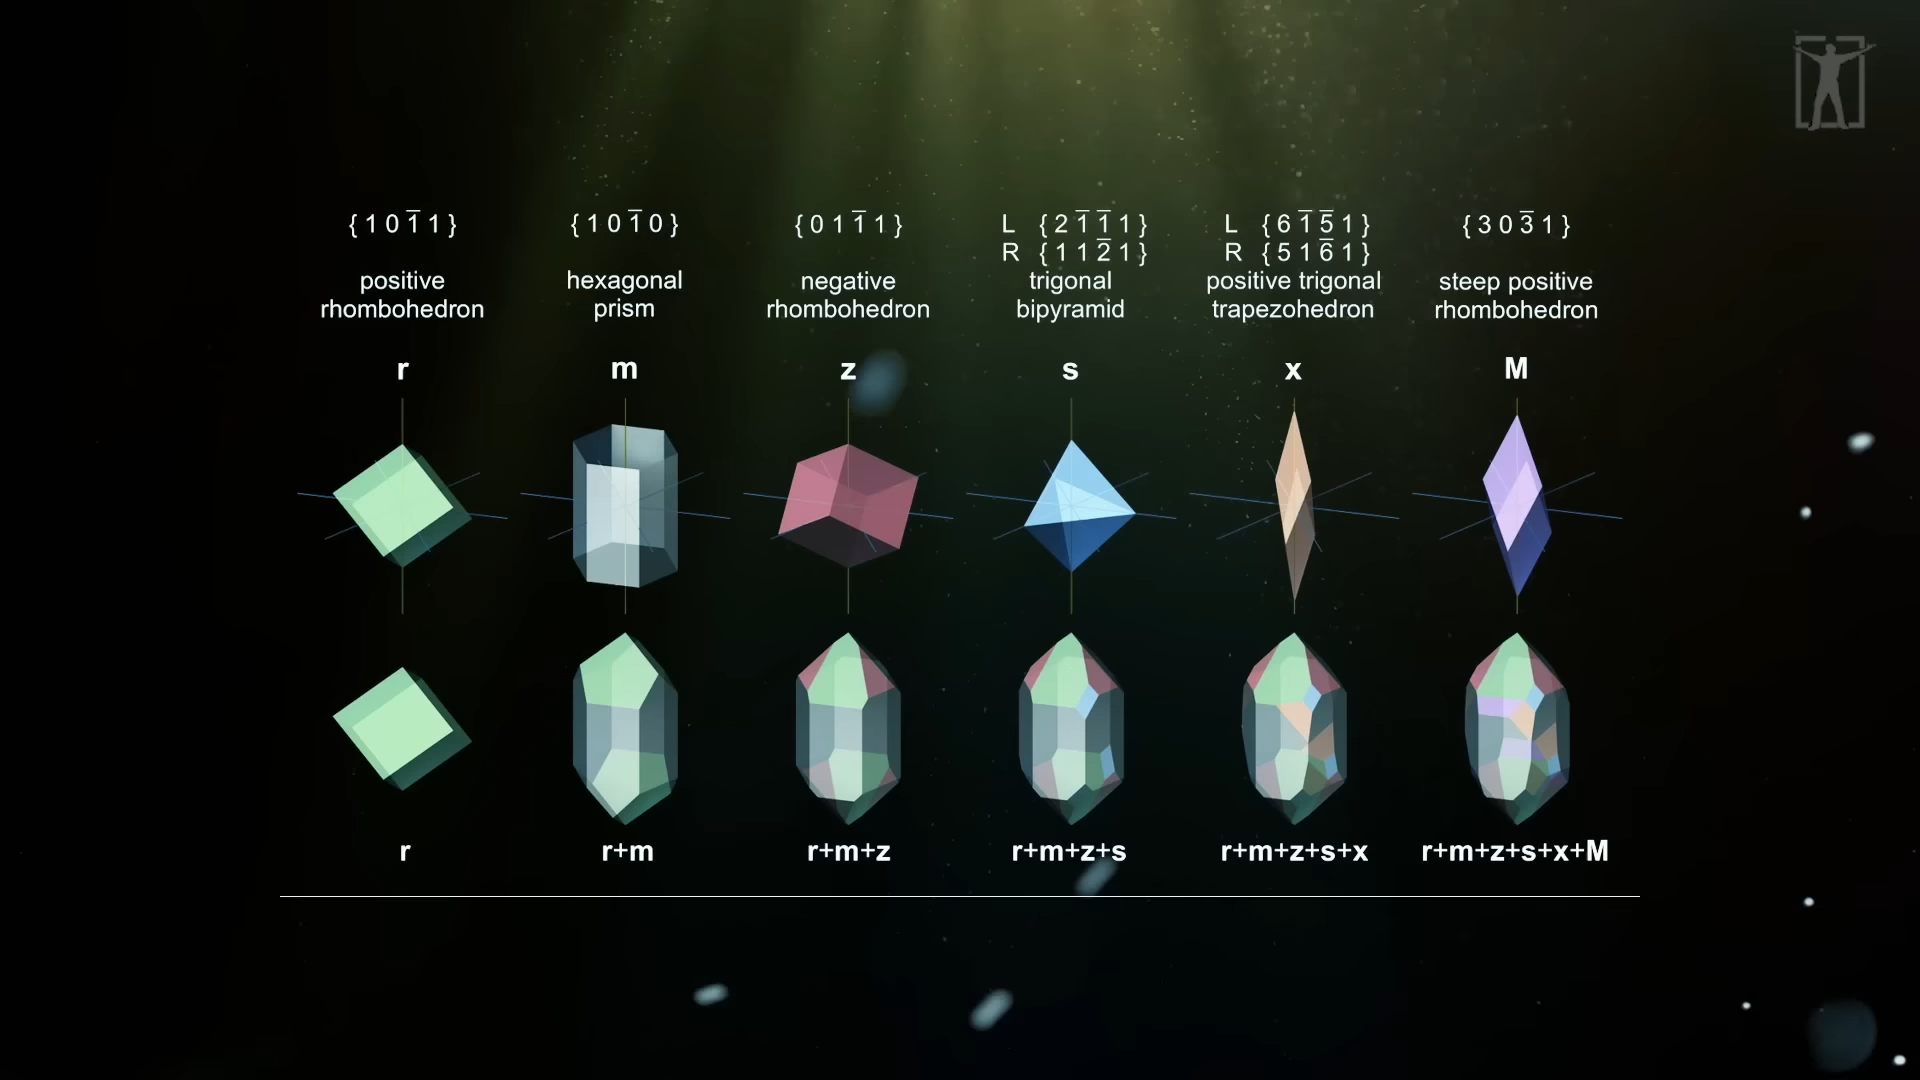 {1 0 1̅ 1}
positive
rhombohedron
r
{1 0 1̅ 0}
hexagonal
prism
m
{0 1 1̅ 1}
negative
rhombohedron
z
L {2 1̅ 1̅ 1}
R {1 1 2̅ 1}
trigonal
bipyramid
s
L {6 1̅ 5̅ 1}
R {5 1 6̅ 1}
positive trigonal
trapezohedron
x
{3 0 3̅ 1}
steep positive
rhombohedron
M
r
r+m
r+m+z
r+m+z+s
r+m+z+s+x
r+m+z+s+x+M